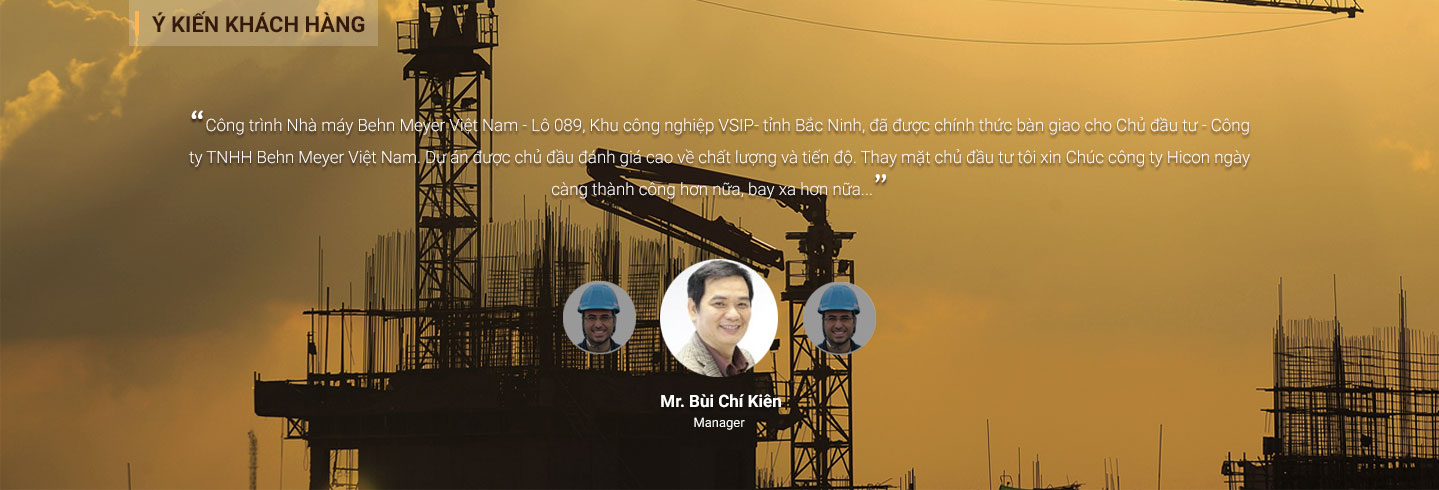 Ý KIẾN KHÁCH HÀNG
“Công trình Nhà máy Behn Meyer Việt Nam - Lô 089, Khu công nghiệp VSIP- tỉnh Bắc Ninh, đã được chính thức bàn giao cho Chủ đầu tư - Công
ty TNHH Behn Meyer Việt Nam. Dự án được chủ đầu đánh giá cao về chất lượng và tiến độ. Thay mặt chủ đầu tư tôi xin Chúc công ty Hicon ngày
càng thành công hơn nữa, bay xa hơn nữa...”
Mr. Bùi Chí Kiên
Manager